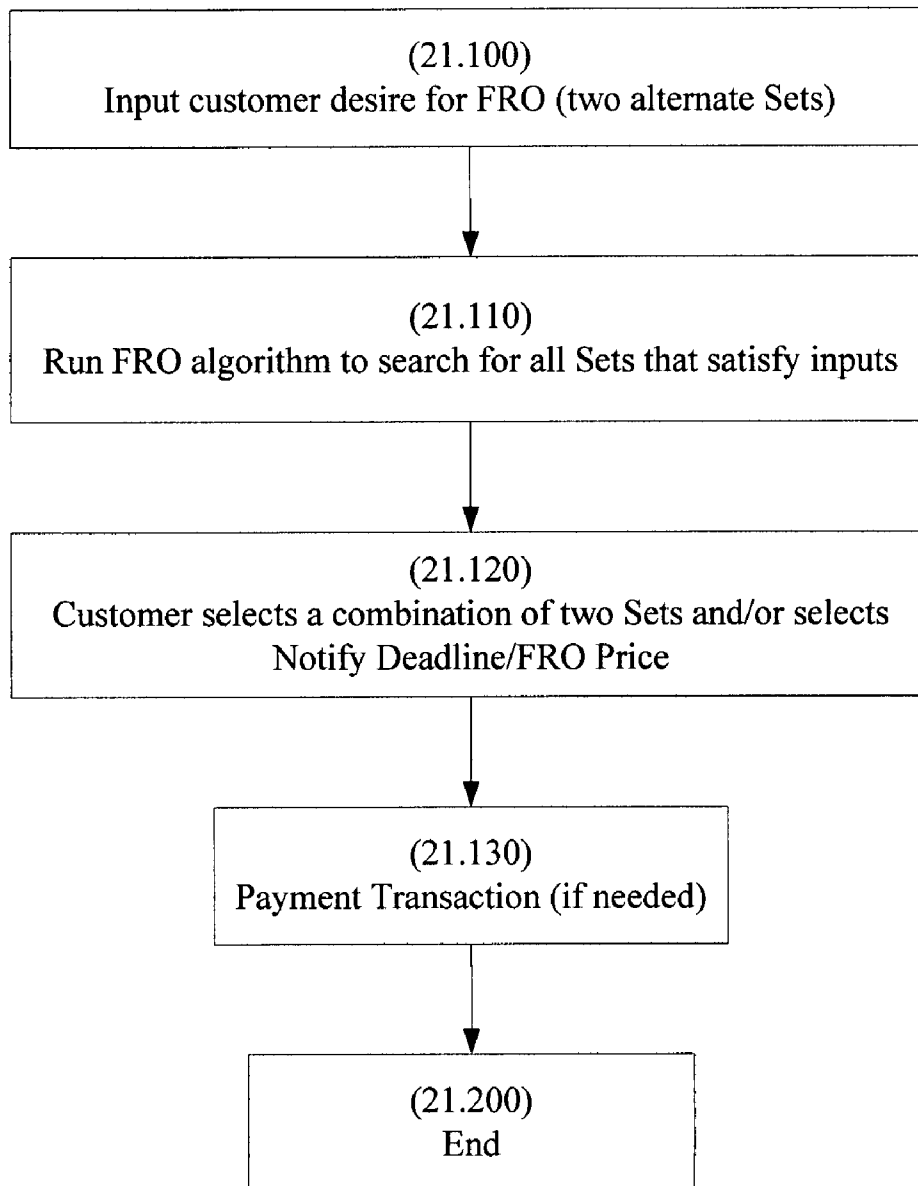 (21.100)
Input customer desire for FRO (two alternate Sets)
(21.110)
Run FRO algorithm to search for all Sets that satisfy inputs
(21.120)
Customer selects a combination of two Sets and/or selects
Notify Deadline/FRO Price
(21.130)
Payment Transaction (if needed)
(21.200)
End